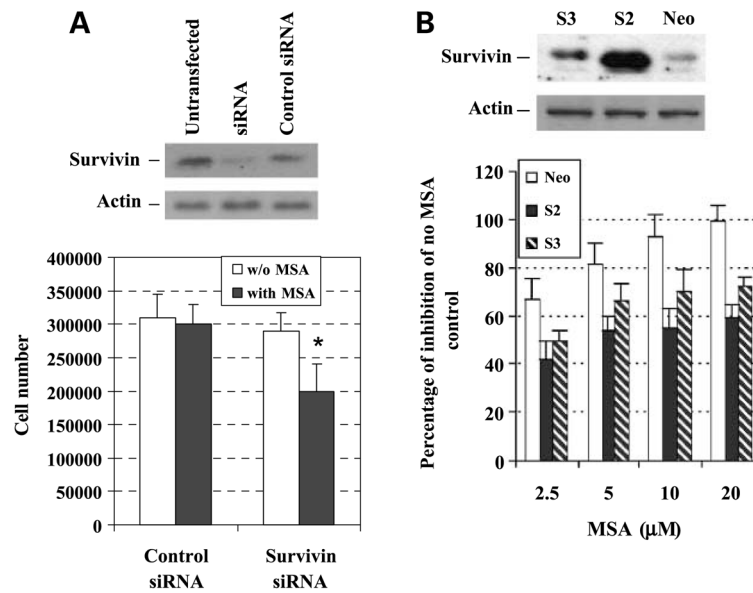 A
Untransfected
siRNA
Control siRNA
Survivin –
Actin –
400000
350000
300000
250000
200000
150000
100000
50000
0
Cell number
w/o MSA
with MSA
*
Control
siRNA
Survivin
siRNA
B
S3 S2 Neo
Survivin –
Actin –
120
100
80
60
40
20
0
Percentage of inhibition of no MSA
control
Neo
S2
S3
2.5 5 10 20
MSA (μM)